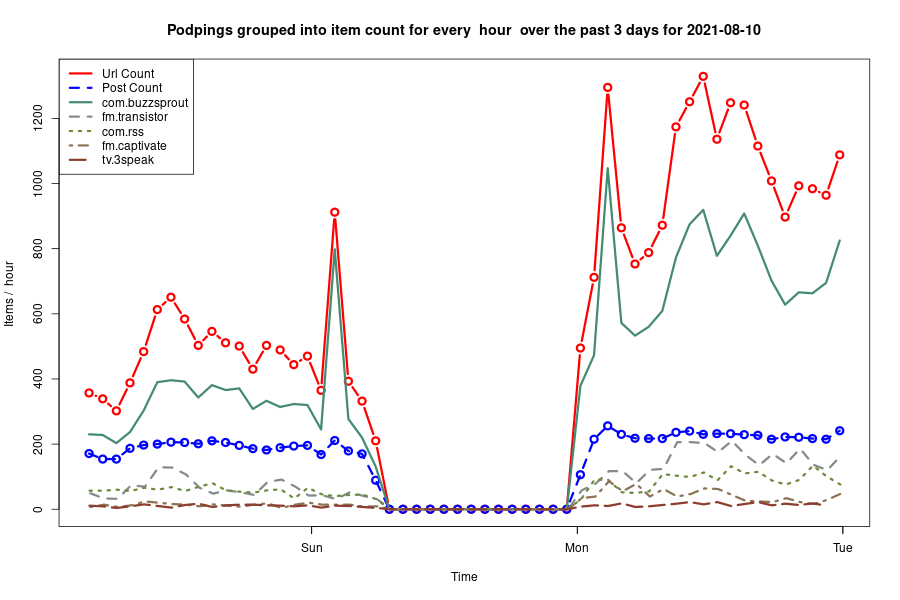 Podpings grouped into item count for every  hour  over the past 3 days for 2021-08-10
Url Count
Post Count
com.buzzsprout
fm.transistor
com.rss
fm.captivate
tv.3speak
Items / hour
1200
1000
800
600
400
200
0
Sun
Mon
Tue
Time